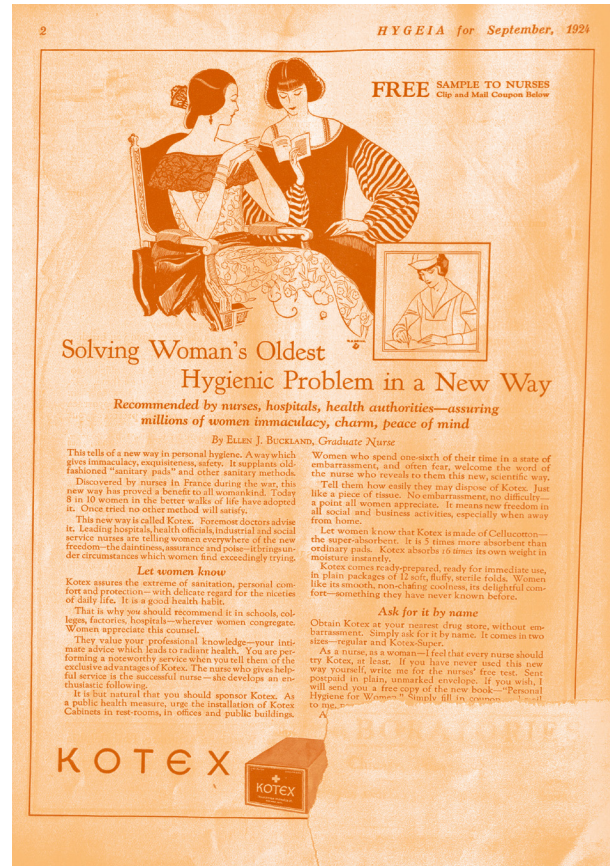 2
HYGEIA for September, 1924
FREE SAMPLE TO NURSES
Clip and Mail Coupon Below
Solving Woman's Oldest
Hygienic Problem in a New Way
Recommended by nurses, hospitals, health authorities—assuring
millions of women immaculacy, charm, peace of mind
By ELLEN J. BUCKLAND, Graduate Nurse
This tells of a new way in personal hygiene. A way which
gives immaculacy, exquisiteness, safety. It supplants old-
fashioned "sanitary pads" and other sanitary methods.
Discovered by nurses in France during the war, this
new way has proved a benefit to all womankind. Today
8 in 10 women in the better walks of life have adopted
it. Once tried no other method will satisfy.
This new way is called Kotex. Foremost doctors advise
it. Leading hospitals, health officials, industrial and social
service nurses are telling women everywhere of the new
freedom—the daintiness, assurance and poise—it brings un-
der circumstances which women find exceedingly trying.
Let women know
Kotex assures the extreme of sanitation, personal com-
fort and protection—with delicate regard for the niceties
of daily life. It is a good health habit.
That is why you should recommend it in schools, col-
leges, factories, hospitals—wherever women congregate.
Women appreciate this counsel.
They value your professional knowledge—your inti-
mate advice which leads to radiant health. You are per-
forming a noteworthy service when you tell them of the
exclusive advantages of Kotex. The nurse who gives help-
ful service is the successful nurse—she develops an en-
thusiastic following.
It is but natural that you should sponsor Kotex. As
a public health measure, urge the installation of Kotex
Cabinets in rest-rooms, in offices and public buildings.
Women who spend one-sixth of their time in a state of
embarrassment, and often fear, welcome the word of
the nurse who reveals to them this new, scientific way.
Tell them how easily they may dispose of Kotex. Just
like a piece of tissue. No embarrassment, no difficulty—
a point all women appreciate. It means new freedom in
all social and business activities, especially when away
from home.
Let women know that Kotex is made of Cellucotton—
the super-absorbent. It is 5 times more absorbent than
ordinary pads. Kotex absorbs 16 times its own weight in
moisture instantly.
Kotex comes ready-prepared, ready for immediate use,
in plain packages of 12 soft, fluffy, sterile folds. Women
like its smooth, non-chafing coolness, its delightful com-
fort—something they have never known before.
Ask for it by name
Obtain Kotex at your nearest drug store, without em-
barrassment. Simply ask for it by name. It comes in two
sizes—regular and Kotex-Super.
As a nurse, as a woman—I feel that every nurse should
try Kotex, at least. If you have never used this new
way yourself, write me for the nurses' free test. Sent
postpaid in plain, unmarked envelope. If you wish, I
will send you a free copy of the new book—"Personal
Hygiene for Women." Simply fill in coupon
to me,
A
BORATORIES
KOTEX
KOTEX